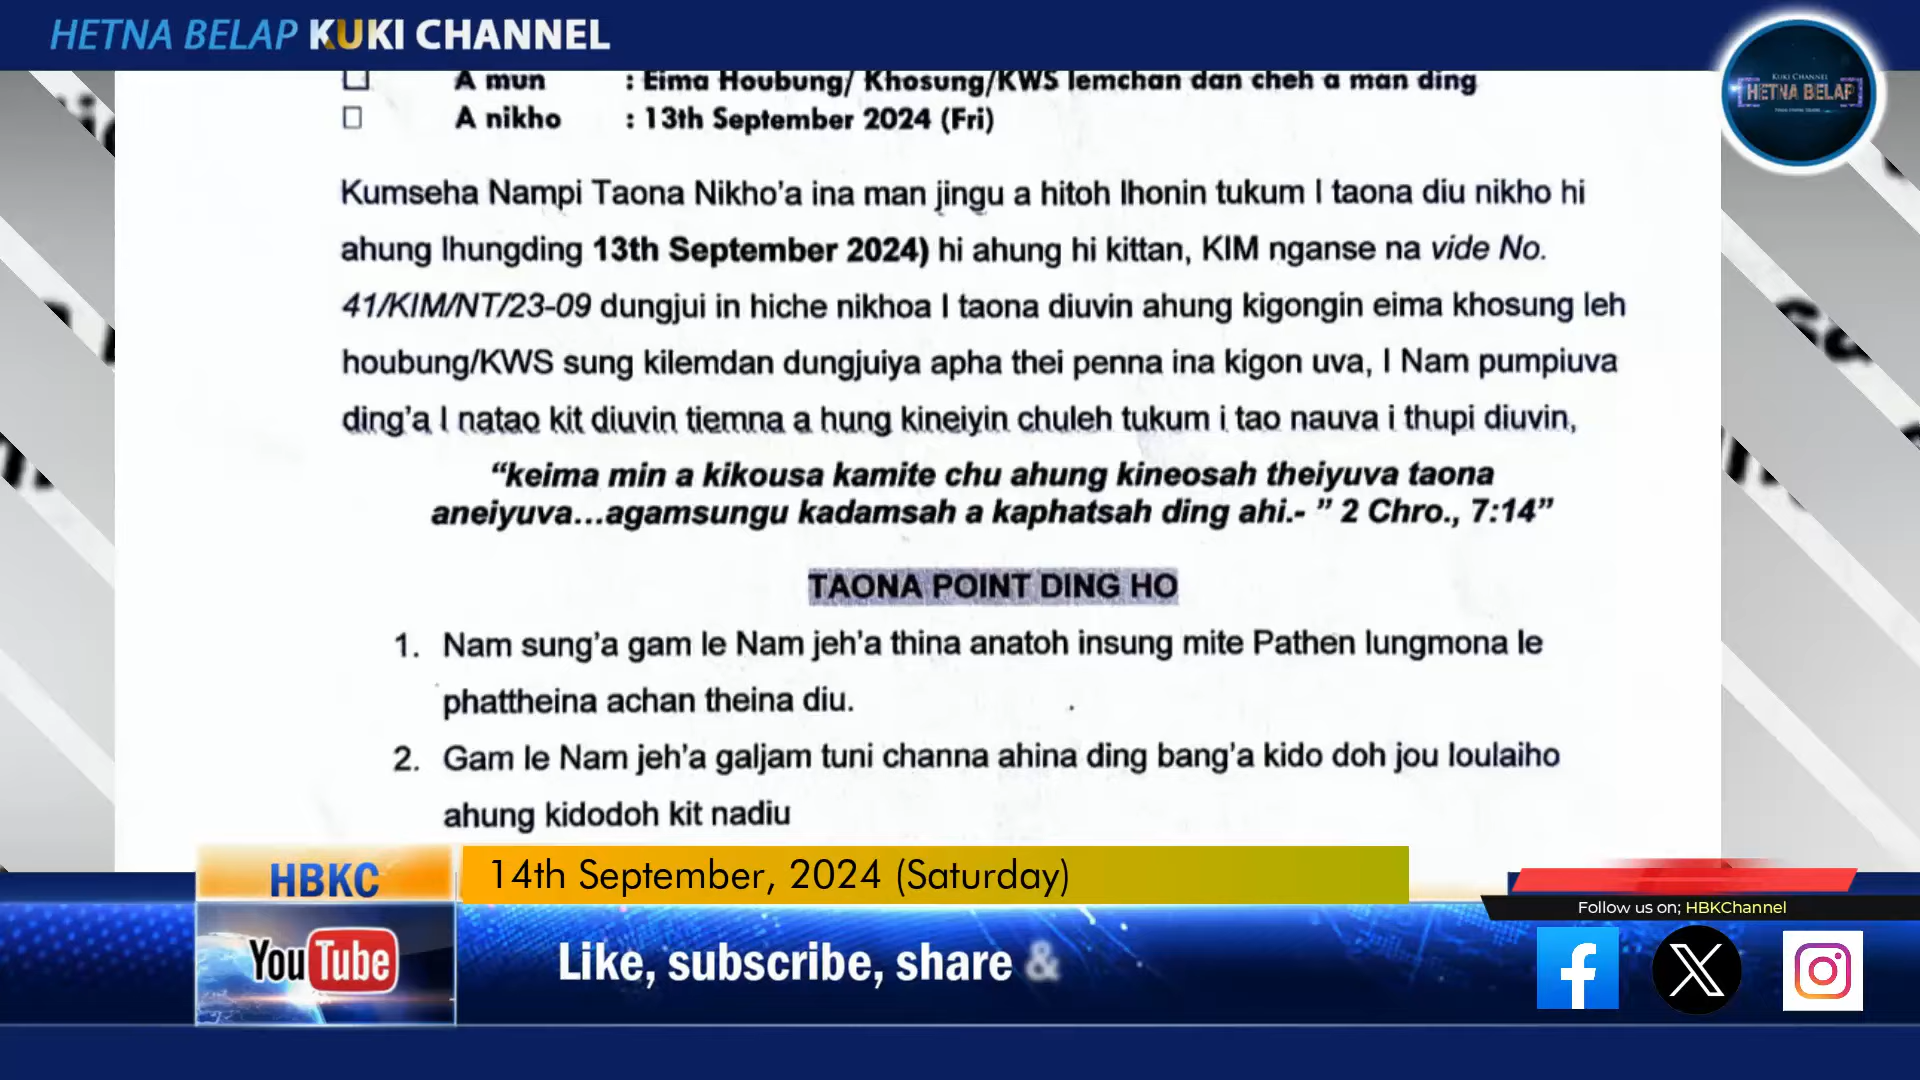 HETNA BELAP KUKI CHANNEL
KUKI CHANNEL
HETNA BELAP
A mun : Eima Houbung/ Khosung/KWS lemchan dan cheh a man ding
A nikho : 13th September 2024 (Fri)
Kumseha Nampi Taona Nikho'a ina man jingu a hitoh lhonin tukum I taona diu nikho hi
ahung lhungding 13th September 2024) hi ahung hi kittan, KIM nganse na vide No.
41/KIM/NT/23-09 dungjui in hiche nikhoa I taona diuvin ahung kigongin eima khosung leh
houbung/KWS sung kilemdan dungjuiya apha thei penna ina kigon uva, I Nam pumpiuva
ding'a I natao kit diuvin tiemna a hung kineiyin chuleh tukum i tao nauva i thupi diuvin,
"keima min a kikousa kamite chu ahung kineosah theiyuva taona
aneiyuva...agamsungu kadamsah a kaphatsah ding ahi.- " 2 Chro., 7:14"
TAONA POINT DING HO
1. Nam sung'a gam le Nam jeh'a thina anatoh insung mite Pathen lungmona le
phattheina achan theina diu.
2. Gam le Nam jeh'a galjam tuni channa ahina ding bang'a kido doh jou loulaiho
ahung kidodoh kit nadiu
HBKC
14th September, 2024 (Saturday)
YouTube
Like, subscribe, share &
Follow us on; HBKChannel